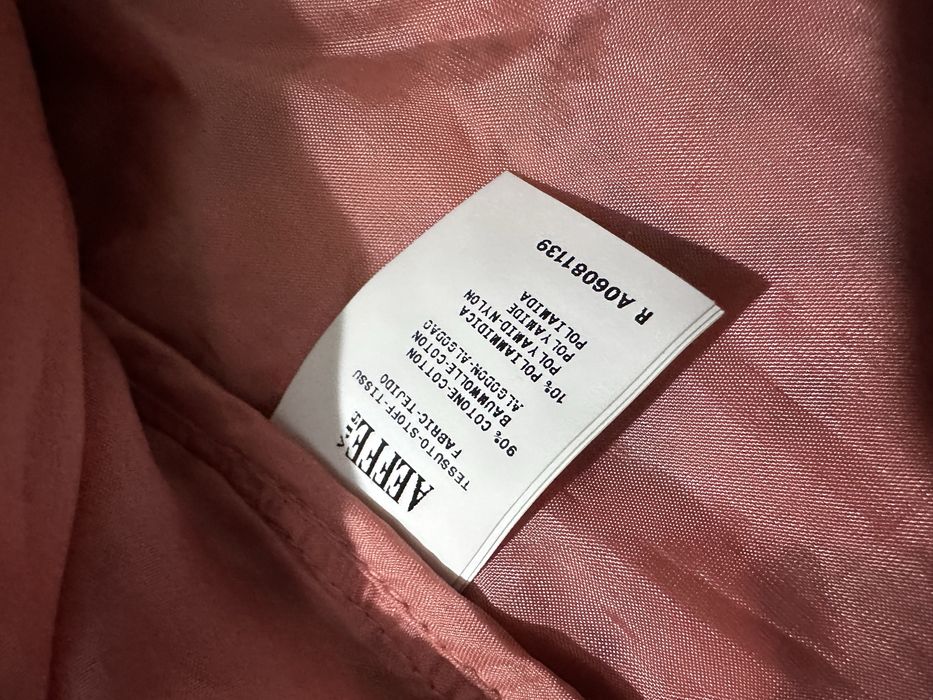 AEFFE
TESSUTO-STOFF-TISSU
FABRIC-TEJIDO
90% COTONE-COTTON
BAUMWOLLE-COTON
ALGODON-ALGODAO
10% POLIAMMIDICA
POLYAMIDE
POLYAMID-NYLON
POLIAMIDA
R A06081139